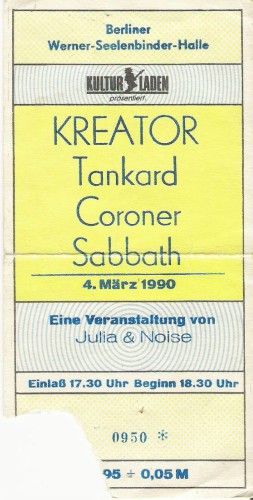 Berliner
Werner-Seelenbinder-Halle
KULTUR LADEN
präsentiert
KREATOR
Tankard
Coroner
Sabbath
4. März 1990
Eine Veranstaltung von
Julia & Noise
Einlaß 17.30 Uhr Beginn 18.30 Uhr
0950 *
95 + 0,05 M